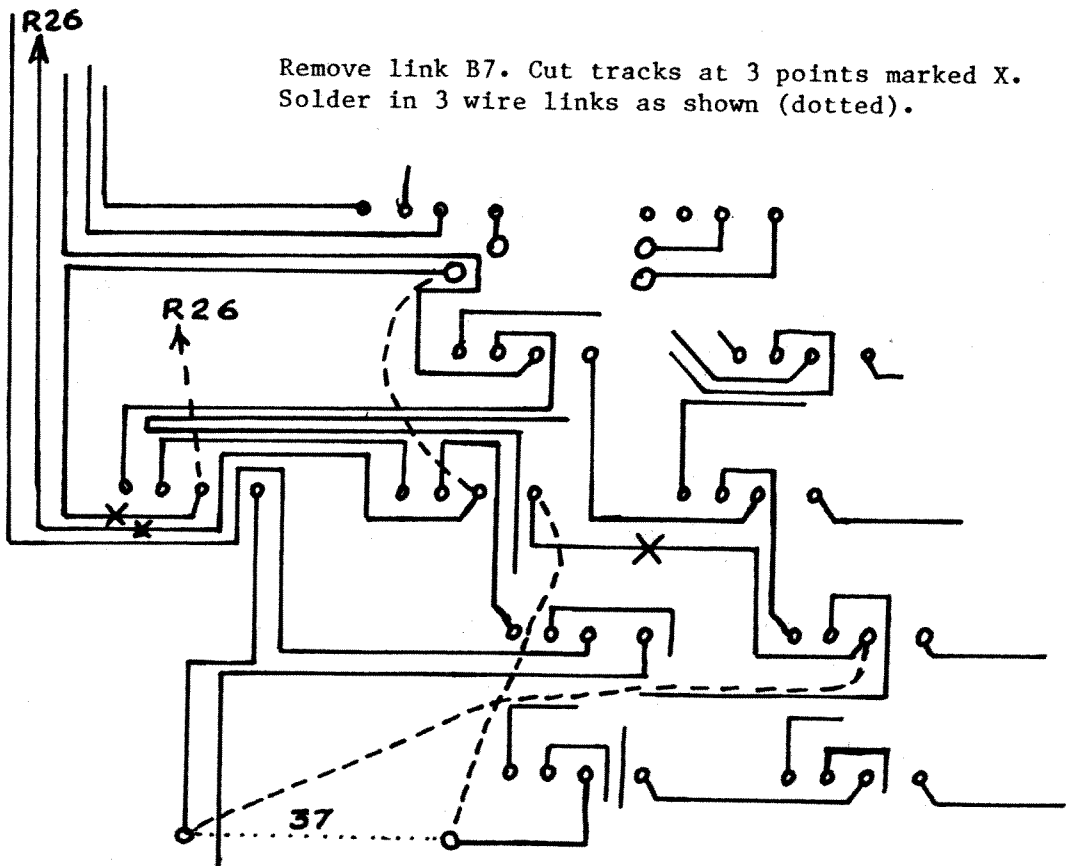 R26
Remove link B7. Cut tracks at 3 points marked X.
Solder in 3 wire links as shown (dotted).
R26
37